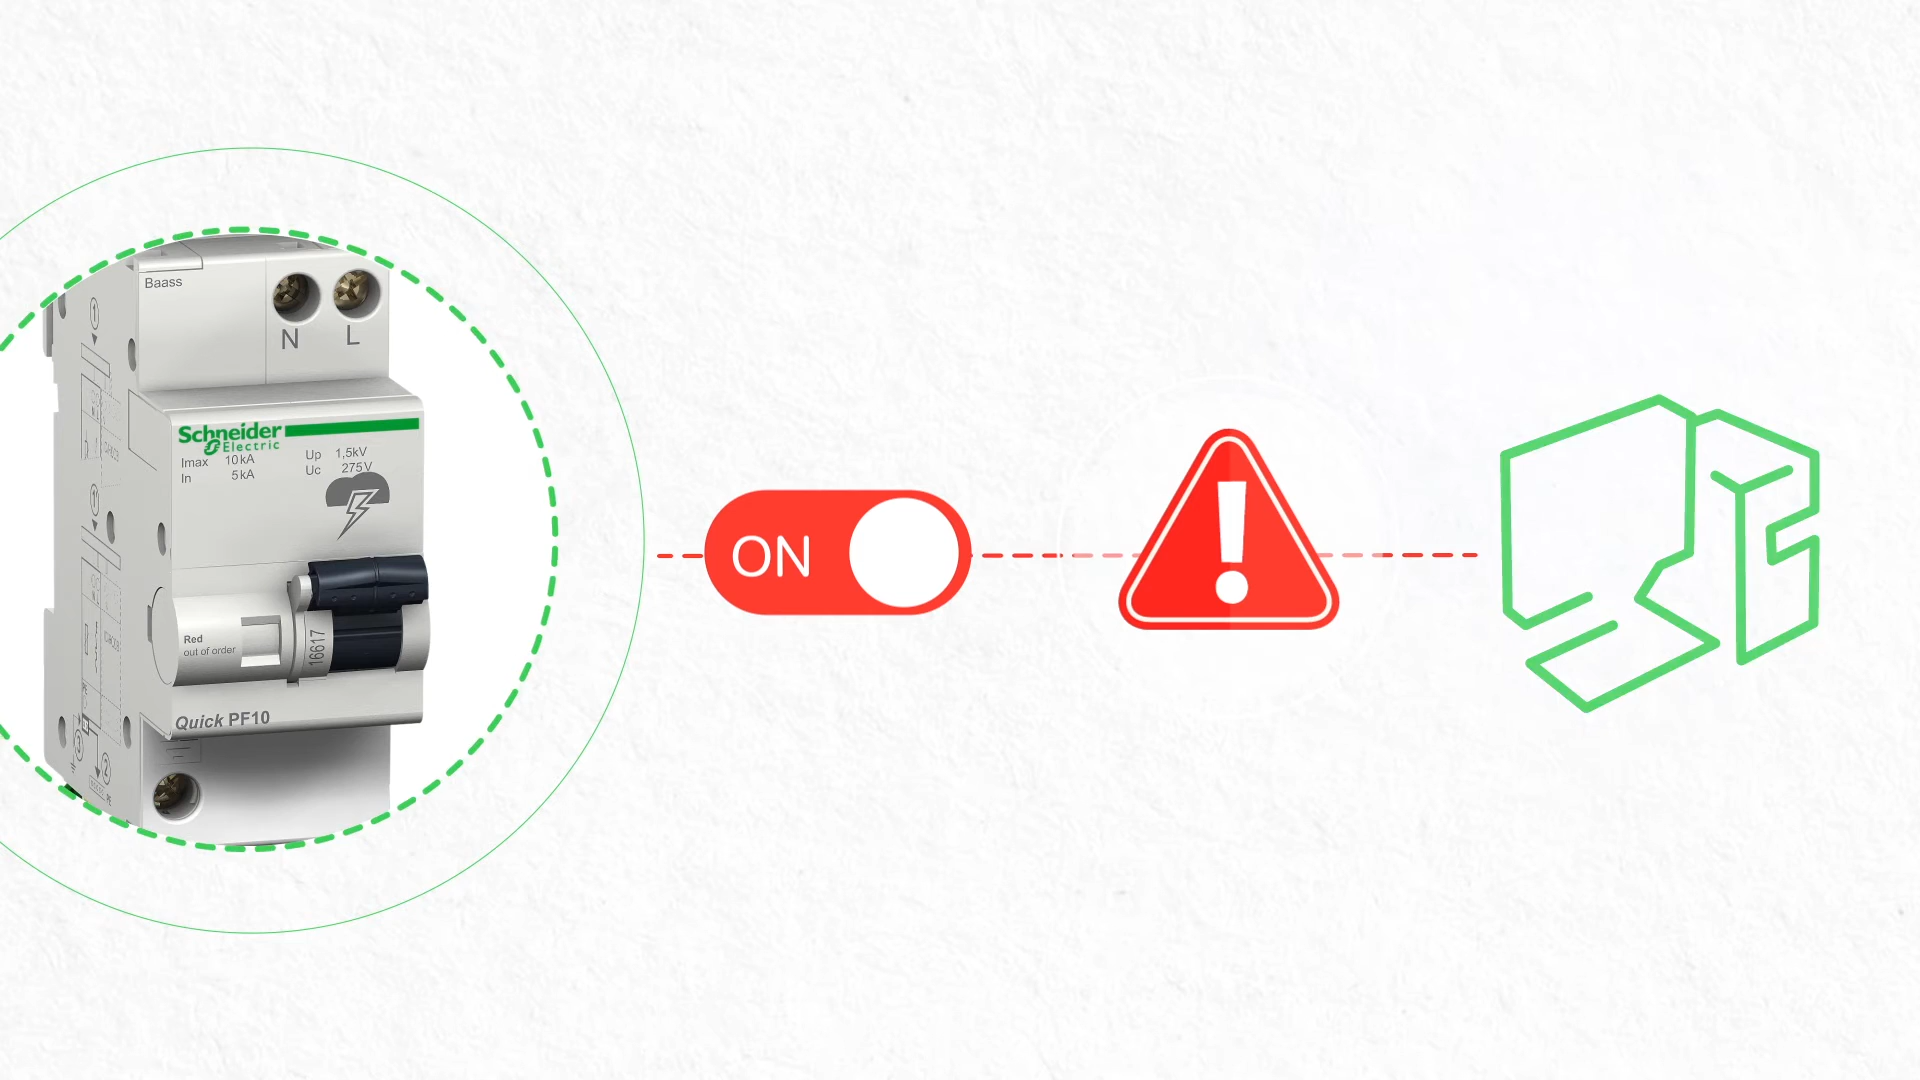 Baass
N L
Schneider
Electric
Imax 10kA
In 5kA
Up 1,5kV
Uc 275V
Red
out of order
16617
Quick PF10
ON